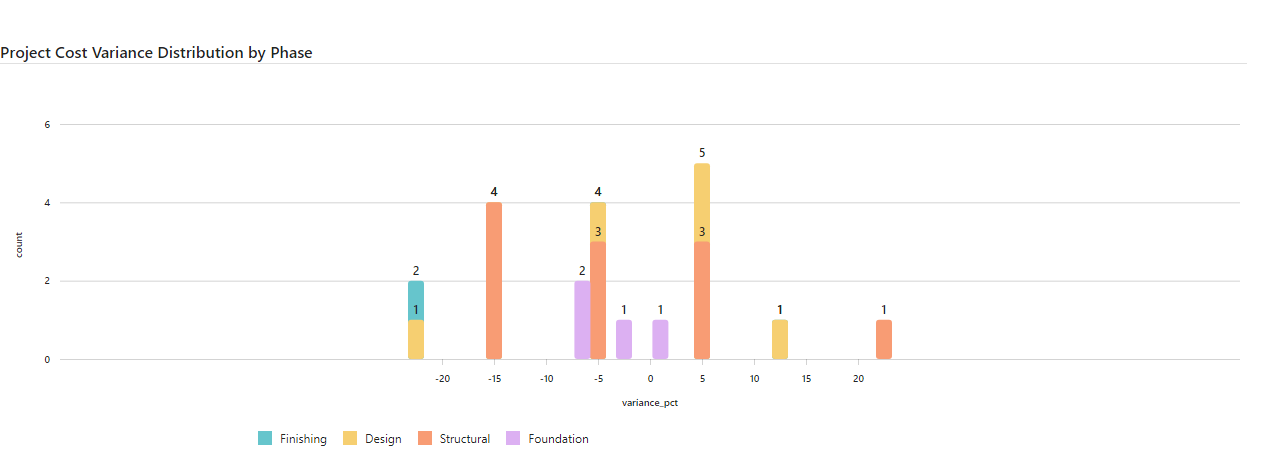 Project Cost Variance Distribution by Phase
6
5
4 4
4
3 3
count
2 2
2
1 1 1 1 1
0
-20 -15 -10 -5 0 5 10 15 20
variance_pct
Finishing Design Structural Foundation